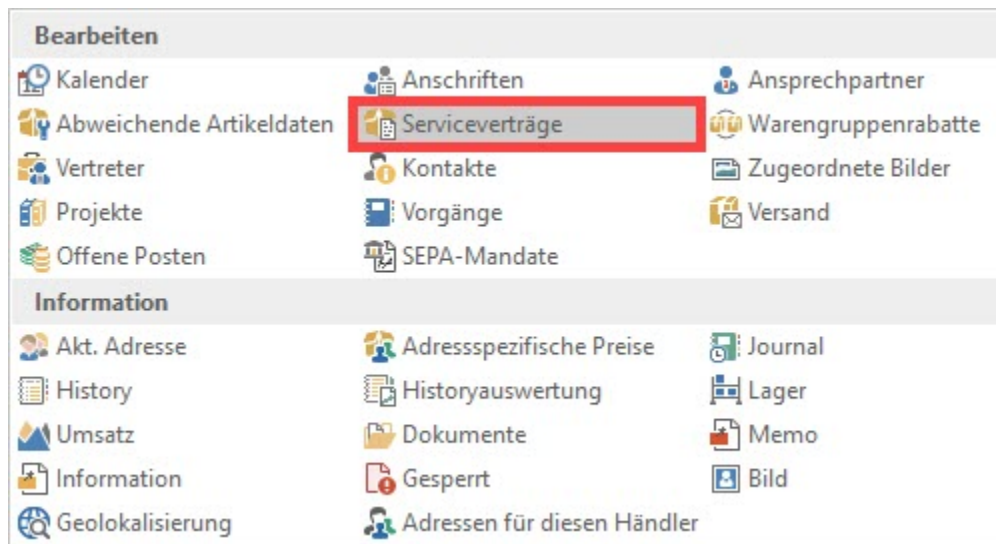 Bearbeiten
Kalender Anschriften Ansprechpartner
Abweichende Artikeldaten Serviceverträge Warengruppenrabatte
Vertreter Kontakte Zugeordnete Bilder
Projekte Vorgänge Versand
Offene Posten SEPA-Mandate
Information
Akt. Adresse Adressspezifische Preise Journal
History Historyauswertung Lager
Umsatz Dokumente Memo
Information Gesperrt Bild
Geolokalisierung Adressen für diesen Händler